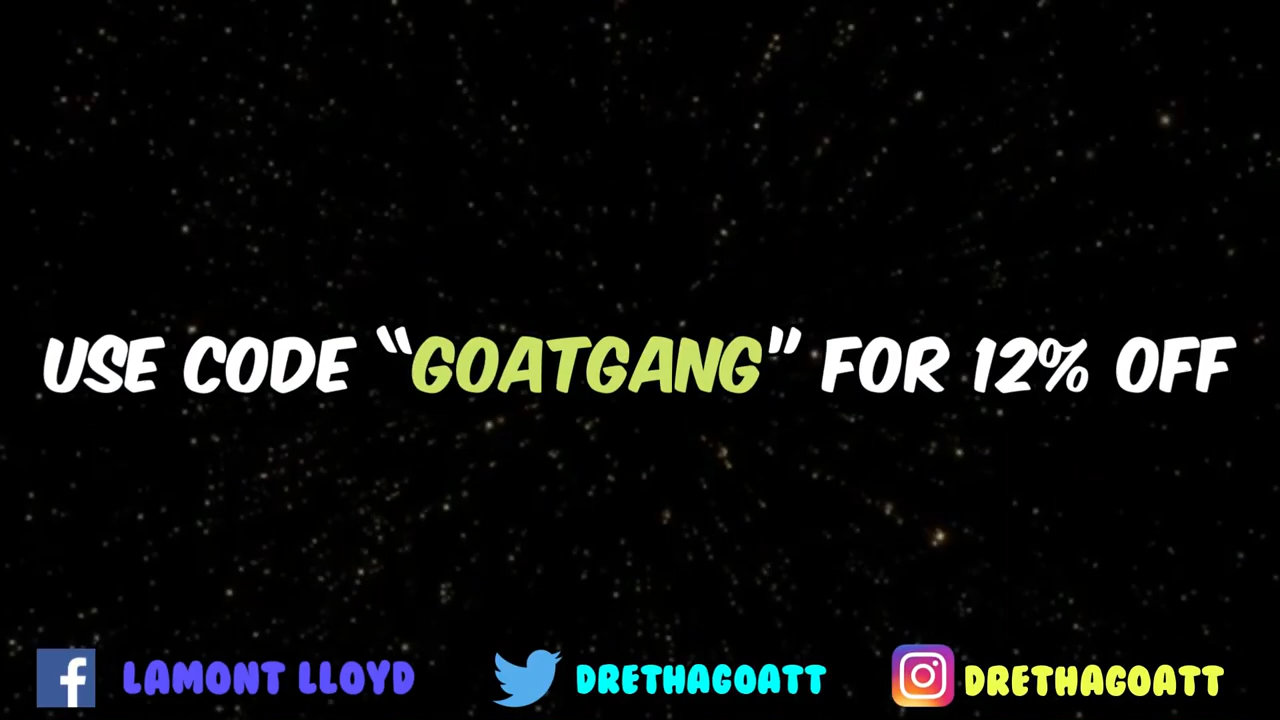 USE CODE “GOATGANG” FOR 12% OFF
LAMONT LLOYD DRETHAGOATT DRETHAGOATT